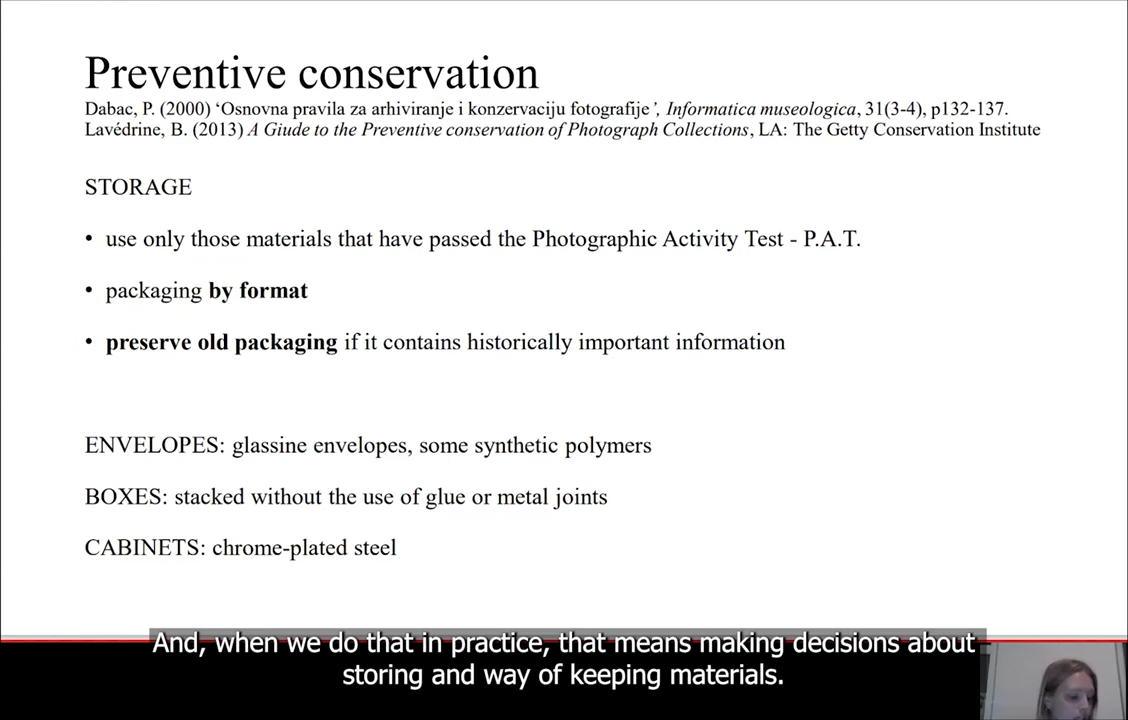 Preventive conservation
Dabac, P. (2000) ‘Osnovna pravila za arhiviranje i konzervaciju fotografije’, Informatica museologica, 31(3-4), p132-137.
Lavédrine, B. (2013) A Giude to the Preventive conservation of Photograph Collections, LA: The Getty Conservation Institute
STORAGE
• use only those materials that have passed the Photographic Activity Test - P.A.T.
• packaging by format
• preserve old packaging if it contains historically important information
ENVELOPES: glassine envelopes, some synthetic polymers
BOXES: stacked without the use of glue or metal joints
CABINETS: chrome-plated steel
And, when we do that in practice, that means making decisions about
storing and way of keeping materials.